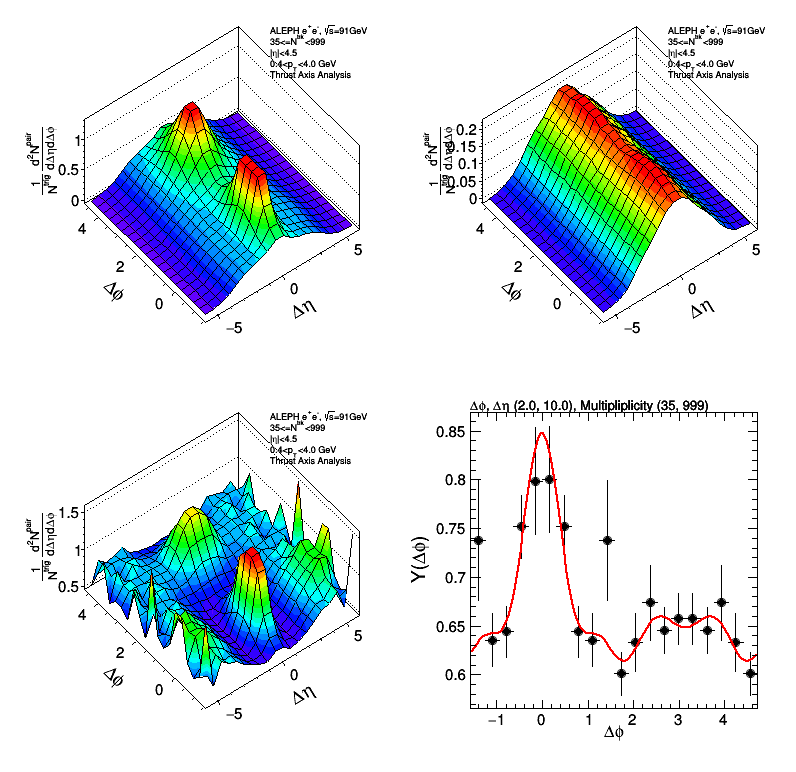 ALEPH e⁺e⁻, √s=91GeV
35<=N^trk<999
|η|<4.5
0.4<p_T<4.0 GeV
Thrust Axis Analysis
1/N^trig d²N^pair/dΔηdΔφ
1
0.5
0
4
2
0
Δφ
−5
0
5
Δη
ALEPH e⁺e⁻, √s=91GeV
35<=N^trk<999
|η|<4.5
0.4<p_T<4.0 GeV
Thrust Axis Analysis
1/N^trig d²N^pair/dΔηdΔφ
0.2
0.15
0.1
0.05
0
4
2
0
Δφ
−5
0
5
Δη
ALEPH e⁺e⁻, √s=91GeV
35<=N^trk<999
|η|<4.5
0.4<p_T<4.0 GeV
Thrust Axis Analysis
1/N^trig d²N^pair/dΔηdΔφ
1.5
1
0.5
4
2
0
Δφ
−5
0
5
Δη
Δφ, Δη (2.0, 10.0), Multipliplicity (35, 999)
Y(Δφ)
0.85
0.8
0.75
0.7
0.65
0.6
−1 0 1 2 3 4
Δφ